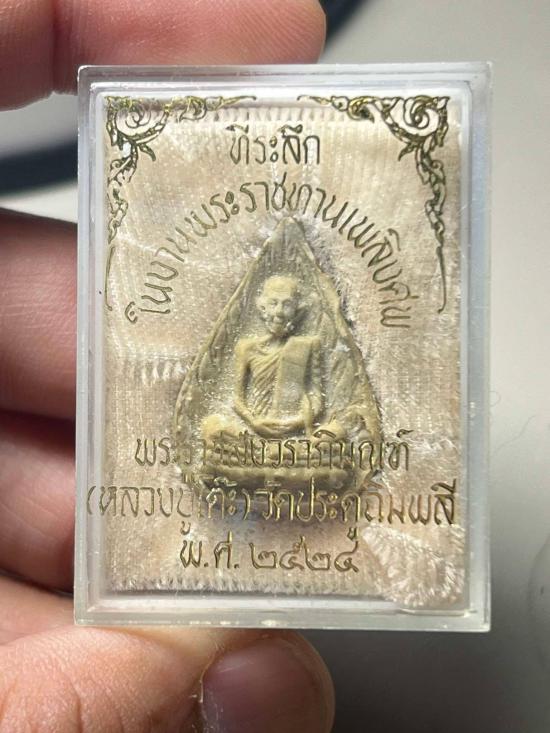 ที่ระลึก
ในงานพระราชทานเพลิงศพ
พระราชสังวราภิมณฑ์
(หลวงปู่โต๊ะ) วัดประดู่ฉิมพลี
พ.ศ. ๒๕๒๔